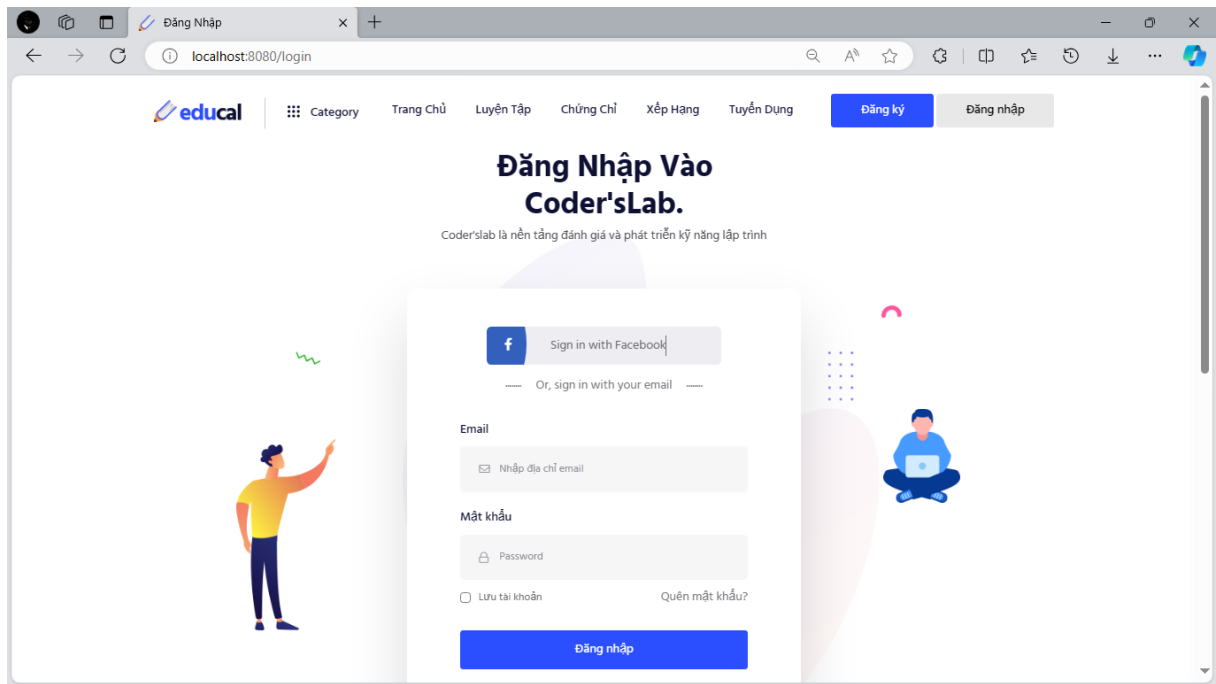 Đăng Nhập
localhost:8080/login
educal
Category
Trang Chủ
Luyện Tập
Chứng Chỉ
Xếp Hạng
Tuyển Dụng
Đăng ký
Đăng nhập
Đăng Nhập Vào
Coder'sLab.
Coder'slab là nền tảng đánh giá và phát triển kỹ năng lập trình
f
Sign in with Facebook
Or, sign in with your email
Email
Nhập địa chỉ email
Mật khẩu
Password
Lưu tài khoản
Quên mật khẩu?
Đăng nhập